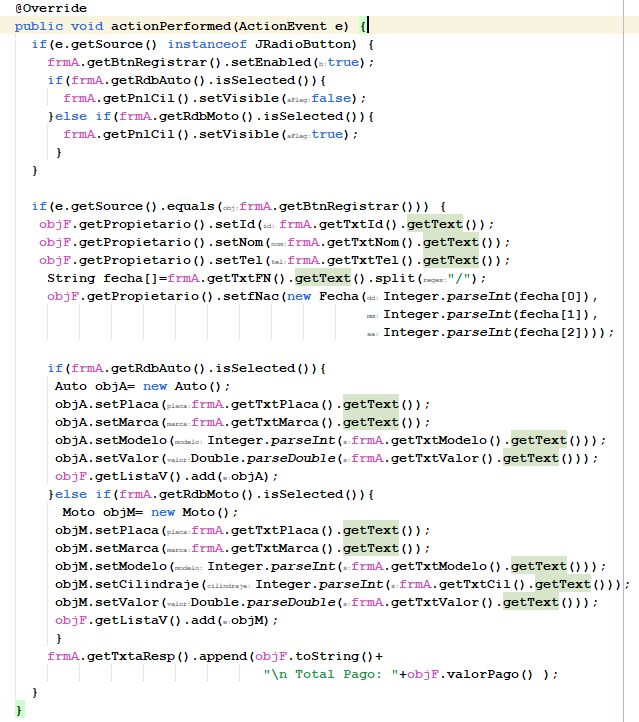 @Override
public void actionPerformed(ActionEvent e) {
if(e.getSource() instanceof JRadioButton) {
frmA.getBtnRegistrar().setEnabled(b:true);
if(frmA.getRdbAuto().isSelected()){
frmA.getPnlCil().setVisible(aFlag:false);
}else if(frmA.getRdbMoto().isSelected()){
frmA.getPnlCil().setVisible(aFlag:true);
}
}
if(e.getSource().equals(obj:frmA.getBtnRegistrar())) {
objF.getPropietario().setId(id: frmA.getTxtId().getText());
objF.getPropietario().setNom(nom:frmA.getTxtNom().getText());
objF.getPropietario().setTel(tel:frmA.getTxtTel().getText());
String fecha[]=frmA.getTxtFN().getText().split(regex:"/");
objF.getPropietario().setfNac(new Fecha(dd: Integer.parseInt(fecha[0]),
mm: Integer.parseInt(fecha[1]),
aa: Integer.parseInt(fecha[2])));
if(frmA.getRdbAuto().isSelected()){
Auto objA= new Auto();
objA.setPlaca(placa:frmA.getTxtPlaca().getText());
objA.setMarca(marca:frmA.getTxtMarca().getText());
objA.setModelo(modelo: Integer.parseInt(s:frmA.getTxtModelo().getText()));
objA.setValor(valor:Double.parseDouble(s:frmA.getTxtValor().getText()));
objF.getListaV().add(e:objA);
}else if(frmA.getRdbMoto().isSelected()){
Moto objM= new Moto();
objM.setPlaca(placa:frmA.getTxtPlaca().getText());
objM.setMarca(marca:frmA.getTxtMarca().getText());
objM.setModelo(modelo: Integer.parseInt(s:frmA.getTxtModelo().getText()));
objM.setCilindraje(cilindraje: Integer.parseInt(s:frmA.getTxtCil().getText()));
objM.setValor(valor:Double.parseDouble(s:frmA.getTxtValor().getText()));
objF.getListaV().add(e:objM);
}
frmA.getTxtaResp().append(objF.toString()+
"\n Total Pago: "+objF.valorPago() );
}
}